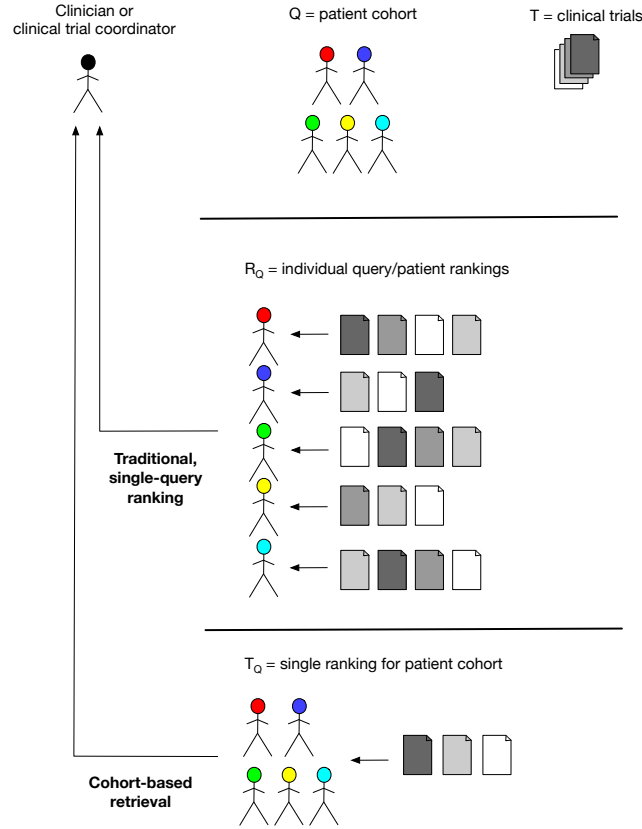 Clinician or
clinical trial coordinator
Q = patient cohort
T = clinical trials
R_Q = individual query/patient rankings
Traditional,
single-query
ranking
T_Q = single ranking for patient cohort
Cohort-based
retrieval